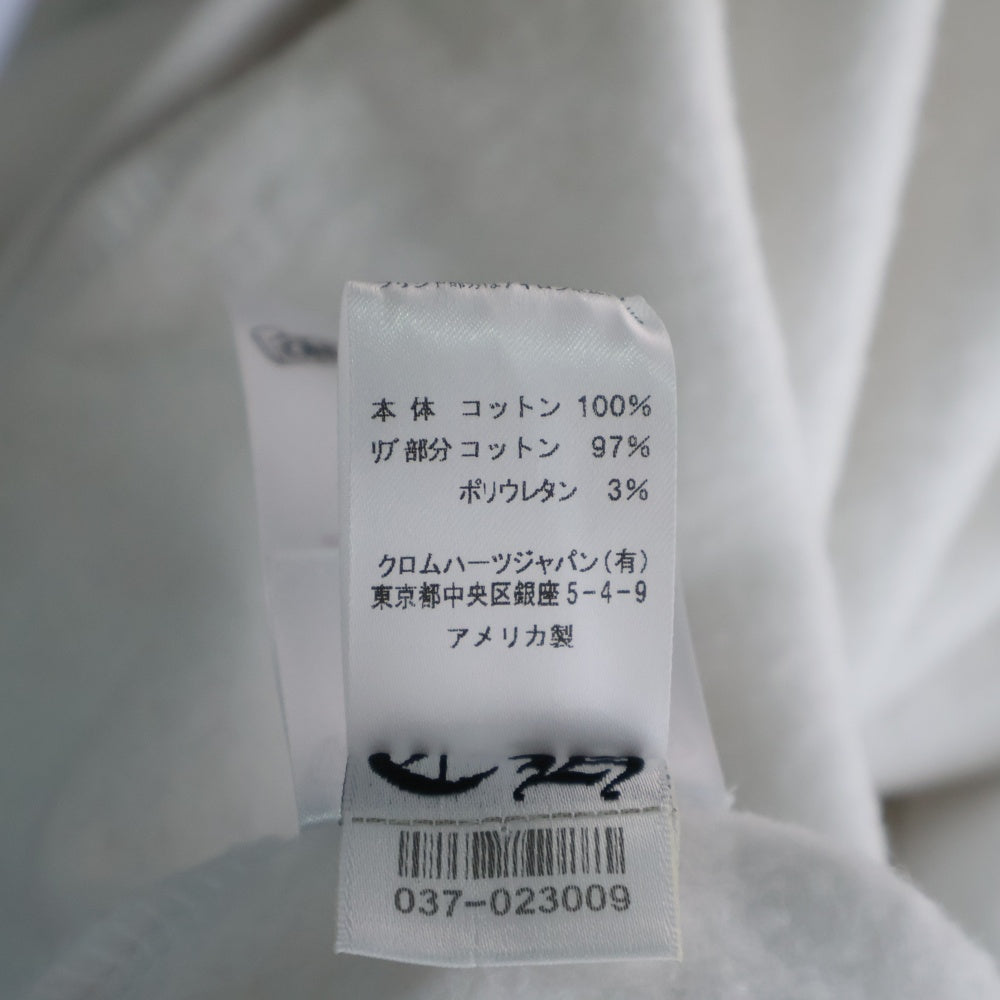 本体 コットン 100%
リブ部分 コットン 97%
ポリウレタン 3%
クロムハーツジャパン(有)
東京都中央区銀座5-4-9
アメリカ製
037-023009